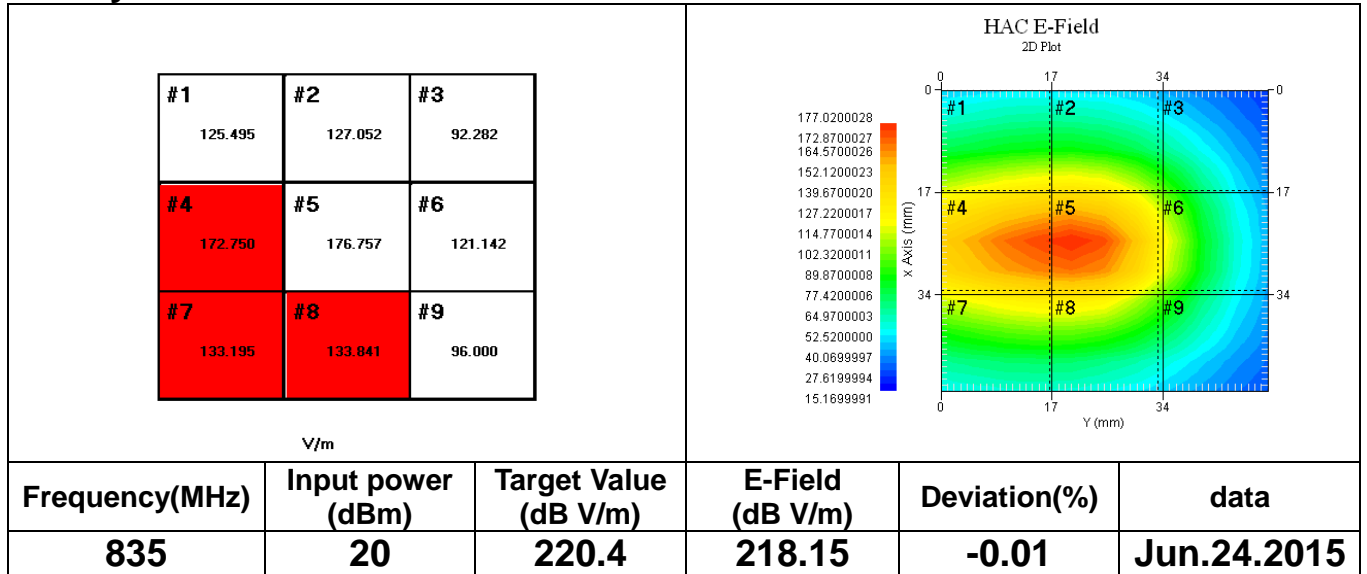 #1 #2 #3
125.495 127.052 92.282
#4 #5 #6
172.750 176.757 121.142
#7 #8 #9
133.195 133.841 96.000
V/m
HAC E-Field
2D Plot
177.0200028
172.8700027
164.5700026
152.1200023
139.6700020
127.2200017
114.7700014
102.3200011
89.8700008
77.4200006
64.9700003
52.5200000
40.0699997
27.6199994
15.1699991
0 17 34
0 0
#1 #2 #3
17 17
#4 #5 #6
x Axis (mm)
34 34
#7 #8 #9
0 17 34
Y (mm)
Frequency(MHz) Input power (dBm) Target Value (dB V/m) E-Field (dB V/m) Deviation(%) data
835 20 220.4 218.15 -0.01 Jun.24.2015